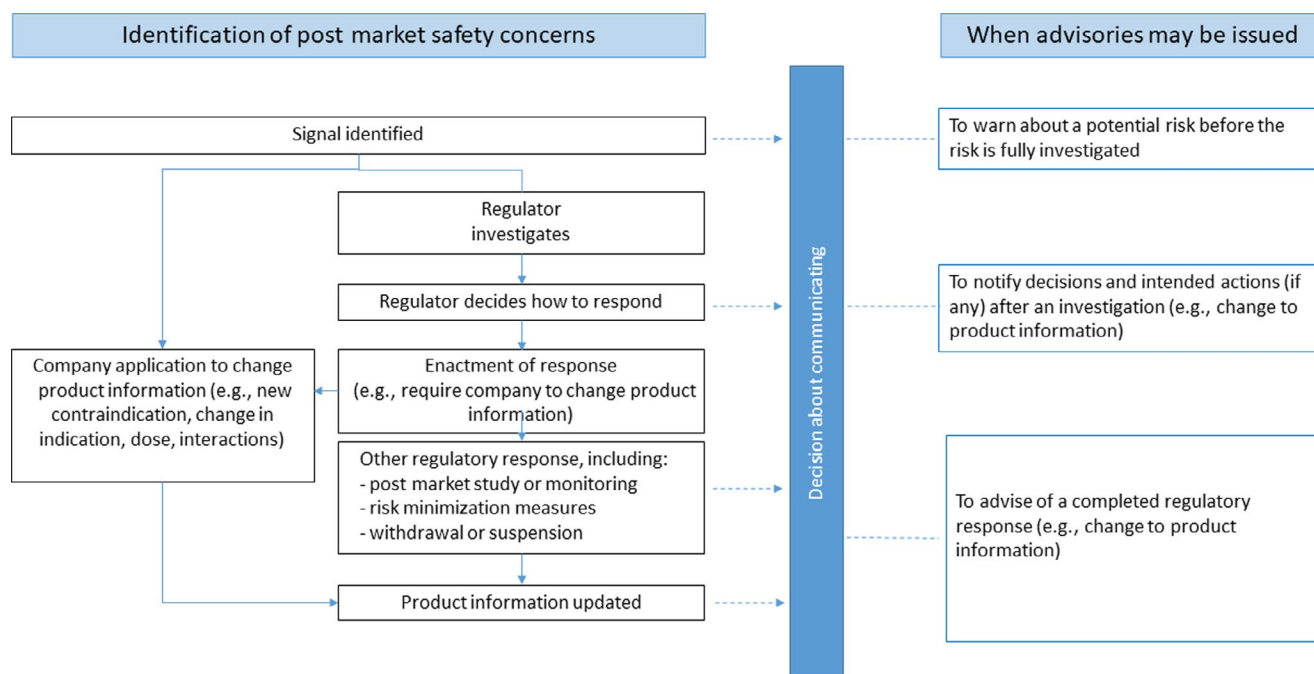 Identification of post market safety concerns
When advisories may be issued
Signal identified
To warn about a potential risk before the
risk is fully investigated
Regulator
investigates
Regulator decides how to respond
To notify decisions and intended actions (if
any) after an investigation (e.g., change to
product information)
Company application to change
product information (e.g., new
contraindication, change in
indication, dose, interactions)
Enactment of response
(e.g., require company to change product
information)
Other regulatory response, including:
- post market study or monitoring
- risk minimization measures
- withdrawal or suspension
Product information updated
Decision about communicating
To advise of a completed regulatory
response (e.g., change to product
information)